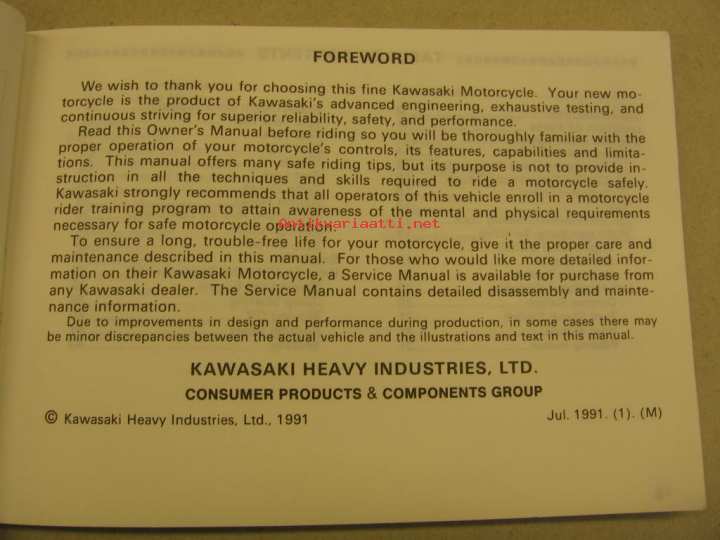 FOREWORD
We wish to thank you for choosing this fine Kawasaki Motorcycle. Your new mo-
torcycle is the product of Kawasaki's advanced engineering, exhaustive testing, and
continuous striving for superior reliability, safety, and performance.
Read this Owner's Manual before riding so you will be thoroughly familiar with the
proper operation of your motorcycle's controls, its features, capabilities and limita-
tions. This manual offers many safe riding tips, but its purpose is not to provide in-
struction in all the techniques and skills required to ride a motorcycle safely.
Kawasaki strongly recommends that all operators of this vehicle enroll in a motorcycle
rider training program to attain awareness of the mental and physical requirements
necessary for safe motorcycle operation.
Antikvariaatti.net
To ensure a long, trouble-free life for your motorcycle, give it the proper care and
maintenance described in this manual. For those who would like more detailed infor-
mation on their Kawasaki Motorcycle, a Service Manual is available for purchase from
any Kawasaki dealer. The Service Manual contains detailed disassembly and mainte-
nance information.
Due to improvements in design and performance during production, in some cases there may
be minor discrepancies between the actual vehicle and the illustrations and text in this manual.
KAWASAKI HEAVY INDUSTRIES, LTD.
CONSUMER PRODUCTS & COMPONENTS GROUP
© Kawasaki Heavy Industries, Ltd., 1991
Jul. 1991. (1). (M)